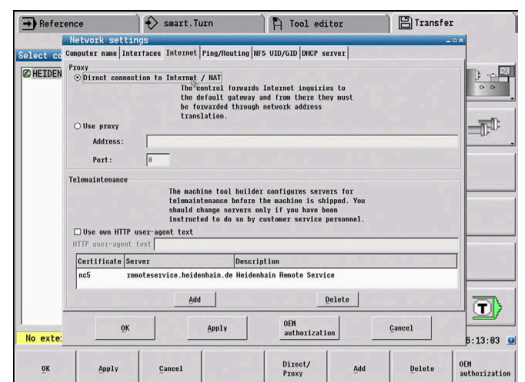 Reference
smart.Turn
Tool editor
Transfer
Network settings
Select co
Computer name Interfaces Internet Ping/Routing NFS UID/GID DHCP server
HEIDEN
Proxy
Direct connection to Internet / NAT
The control forwards Internet inquiries to
the default gateway and from there they must
be forwarded through network address
translation.
Use proxy
Address:
Port: 0
Telemaintenance
The machine tool builder configures servers for
telemaintenance before the machine is shipped. You
should change servers only if you have been
instructed to do so by customer service personnel.
Use own HTTP user-agent text
HTTP user-agent text
Certificate Server Description
nc5 remoteservice.heidenhain.de Heidenhain Remote Service
Add Delete
OK Apply OEM authorization Cancel
T
No exte
6:13:03
OK Apply Cancel Direct/ Proxy Add Delete OEM authorization